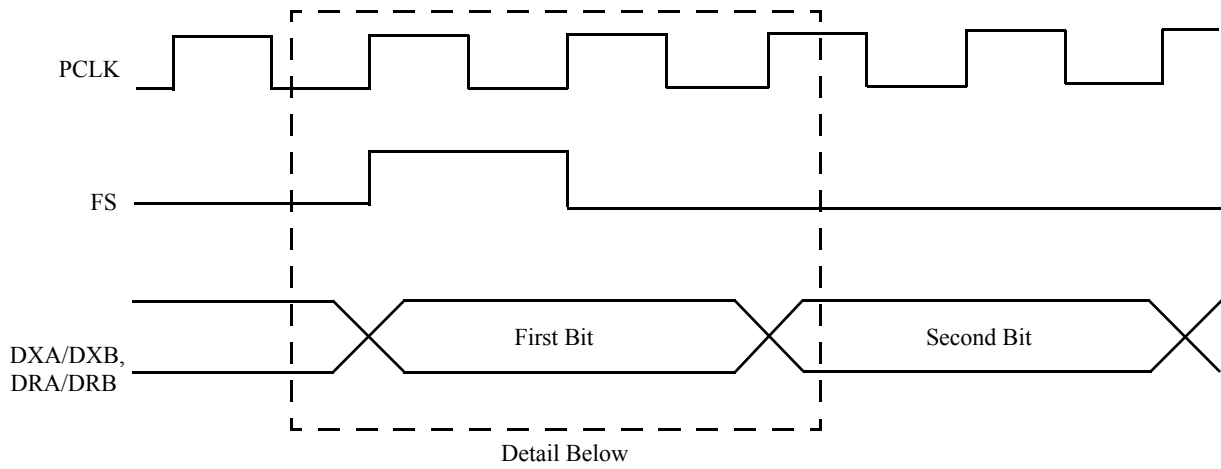 PCLK
FS
First Bit
Second Bit
DXA/DXB,
DRA/DRB
Detail Below